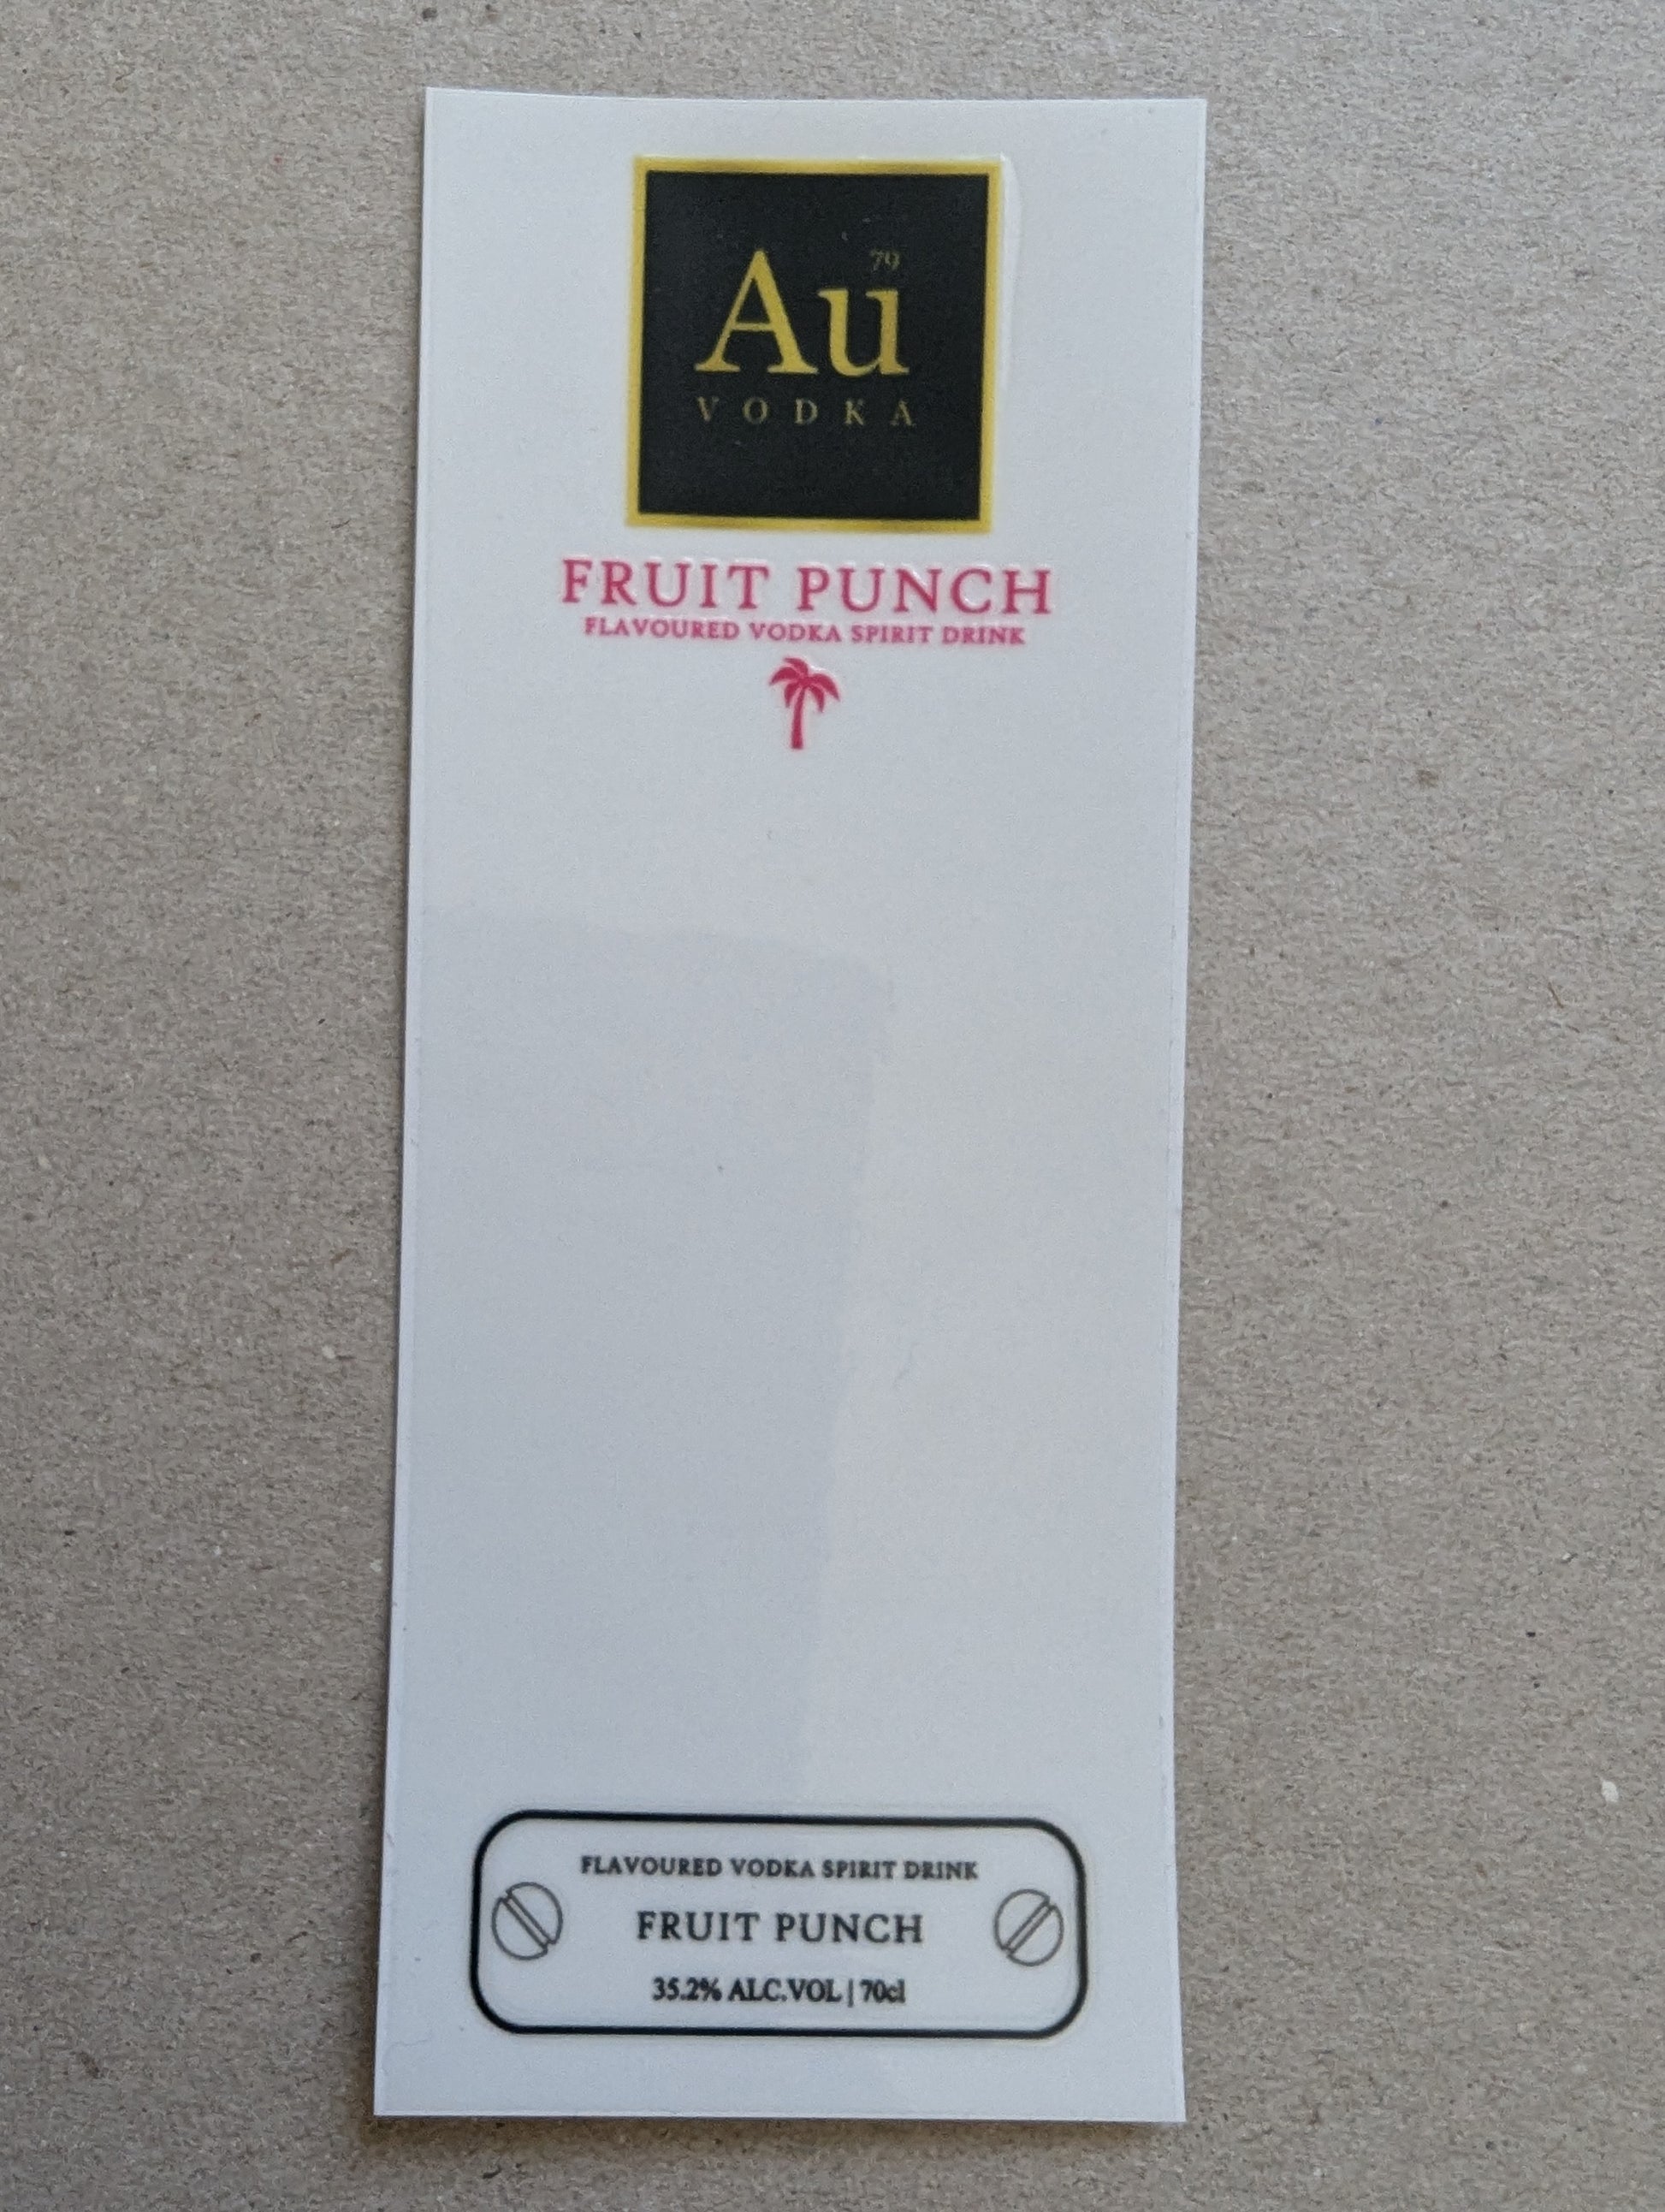 79
Au
VODKA
FRUIT PUNCH
FLAVOURED VODKA SPIRIT DRINK
FLAVOURED VODKA SPIRIT DRINK
FRUIT PUNCH
35.2% ALC.VOL | 70cl